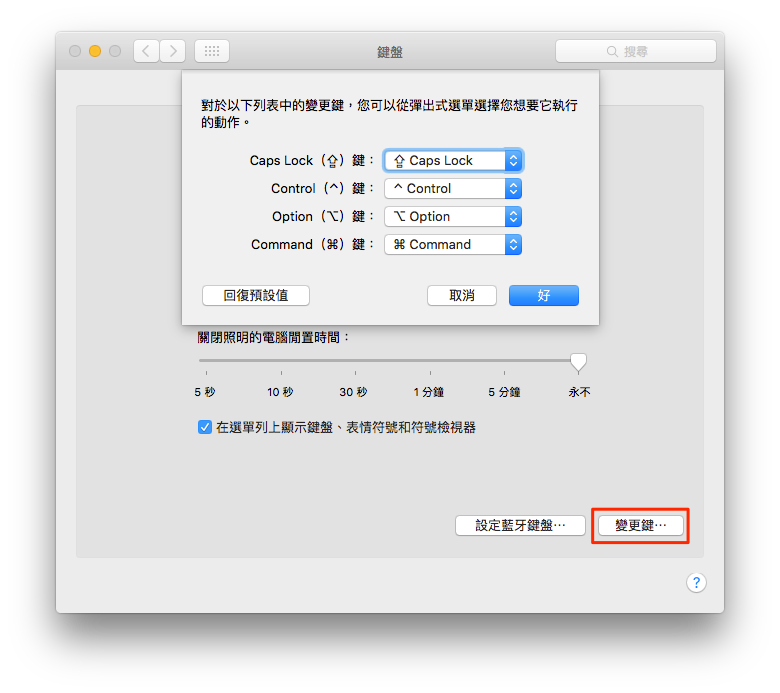 鍵盤
搜尋
對於以下列表中的變更鍵，您可以從彈出式選單選擇您想要它執行
的動作。
Caps Lock（⇪）鍵： ⇪ Caps Lock
Control（^）鍵： ^ Control
Option（⌥）鍵： ⌥ Option
Command（⌘）鍵： ⌘ Command
回復預設值 取消 好
關閉照明的電腦閒置時間：
5 秒 10 秒 30 秒 1 分鐘 5 分鐘 永不
在選單列上顯示鍵盤、表情符號和符號檢視器
設定藍牙鍵盤⋯ 變更鍵⋯
?